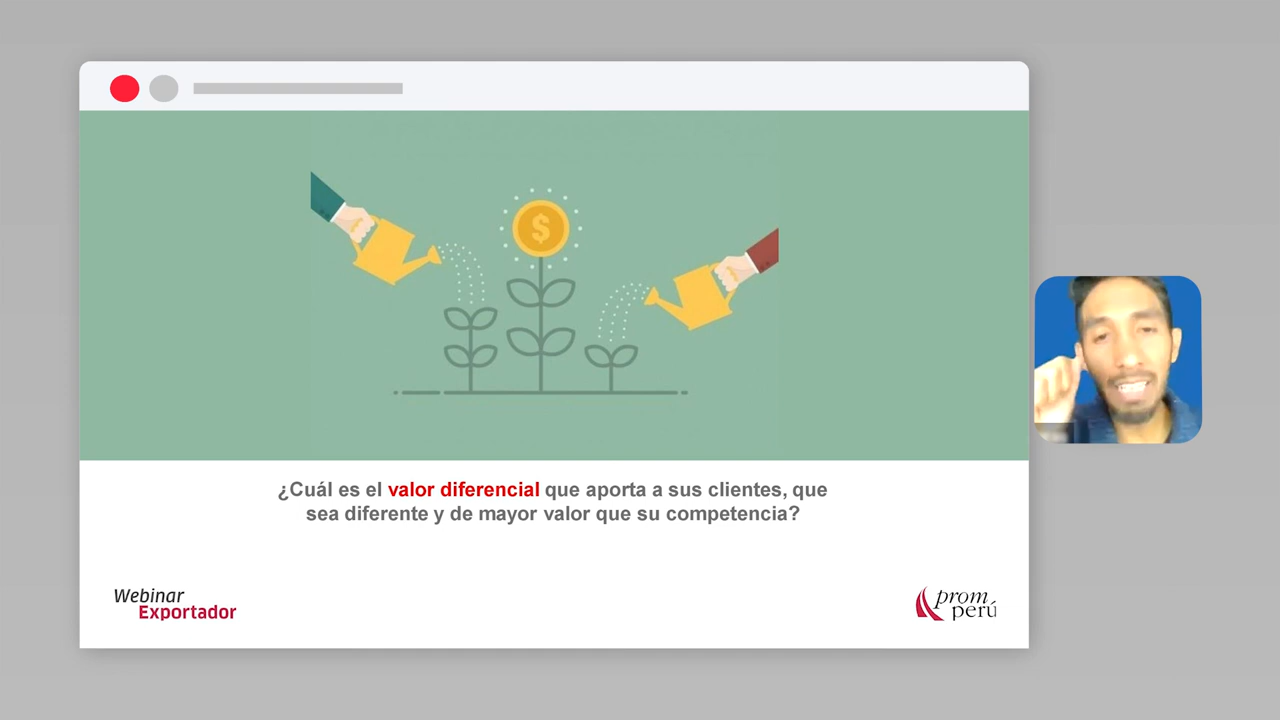 $
¿Cuál es el valor diferencial que aporta a sus clientes, que
sea diferente y de mayor valor que su competencia?
Webinar
Exportador
prom
perú